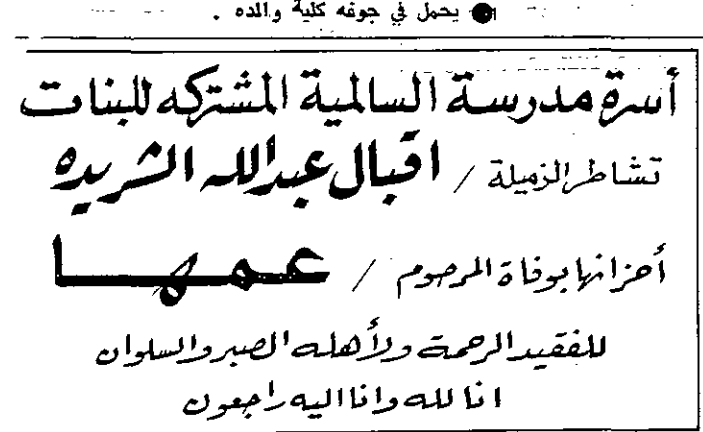 يحمل في جوفه كلية والده .
أسرة مدرسة السالمية المشتركه للبنات
تشاطر الزميلة / اقبال عبدالله الشريده
أحزانها بوفاة المرحوم / عمها
للفقيد الرحمة ولأهله الصبر والسلوان
انا لله وانا اليه راجعون